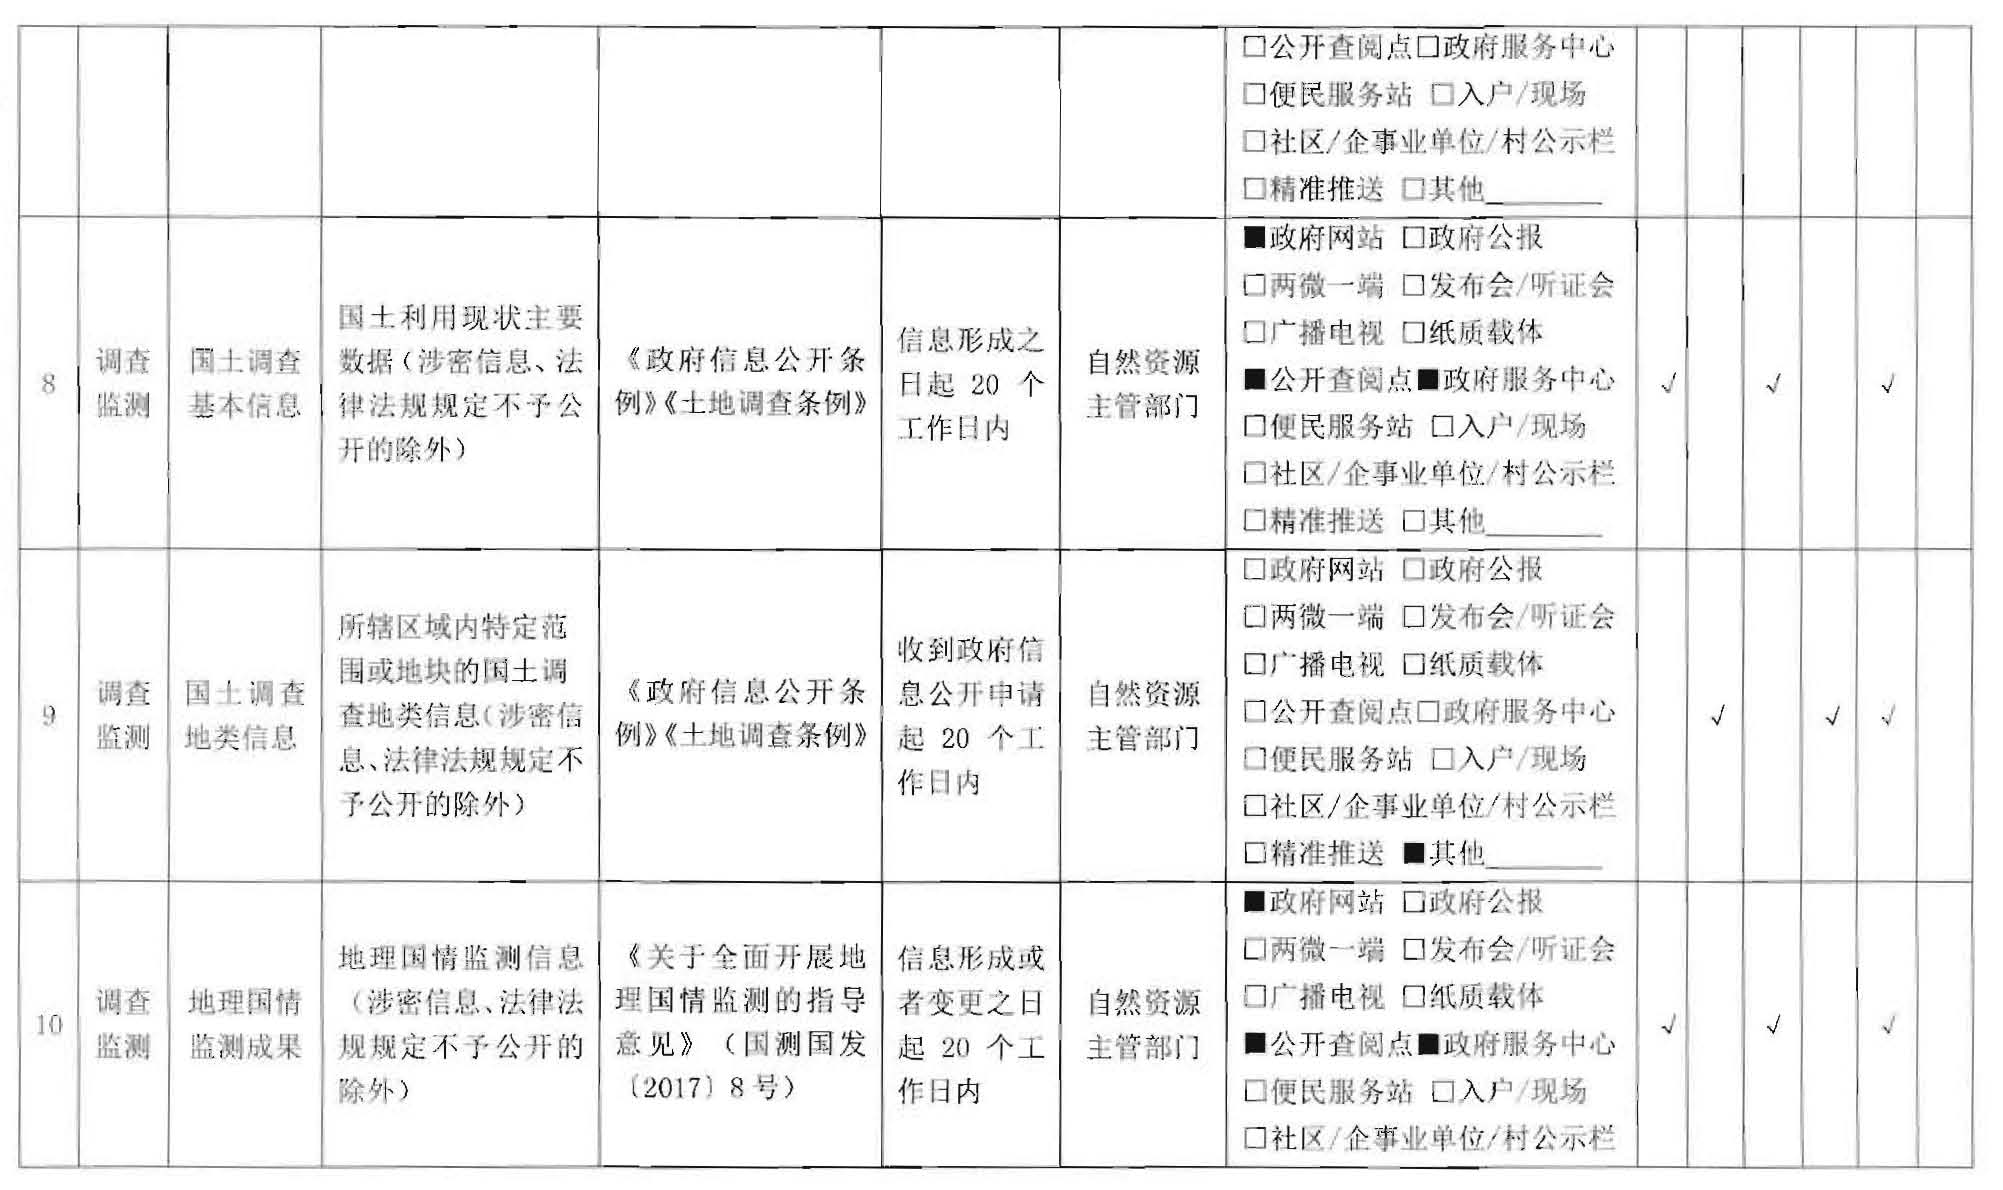 □公开查阅点□政府服务中心
□便民服务站 □入户/现场
□社区/企事业单位/村公示栏
□精准推送 □其他________
8
调查
监测
国土调查
基本信息
国土利用现状主要
数据(涉密信息、法
律法规规定不予公
开的除外)
《政府信息公开条
例》《土地调查条例》
信息形成之
日起 20 个
工作日内
自然资源
主管部门
■政府网站 □政府公报
□两微一端 □发布会/听证会
□广播电视 □纸质载体
■公开查阅点■政府服务中心
□便民服务站 □入户/现场
□社区/企事业单位/村公示栏
□精准推送 □其他________
√ √ √
9
调查
监测
国土调查
地类信息
所辖区域内特定范
围或地块的国土调
查地类信息(涉密信
息、法律法规规定不
予公开的除外)
《政府信息公开条
例》《土地调查条例》
收到政府信
息公开申请
起 20 个工
作日内
自然资源
主管部门
□政府网站 □政府公报
□两微一端 □发布会/听证会
□广播电视 □纸质载体
□公开查阅点□政府服务中心
□便民服务站 □入户/现场
□社区/企事业单位/村公示栏
□精准推送 ■其他________
√ √ √
10
调查
监测
地理国情
监测成果
地理国情监测信息
(涉密信息、法律法
规规定不予公开的
除外)
《关于全面开展地
理国情监测的指导
意见》(国测国发
〔2017〕8号)
信息形成或
者变更之日
起 20 个工
作日内
自然资源
主管部门
■政府网站 □政府公报
□两微一端 □发布会/听证会
□广播电视 □纸质载体
■公开查阅点■政府服务中心
□便民服务站 □入户/现场
□社区/企事业单位/村公示栏
√ √ √